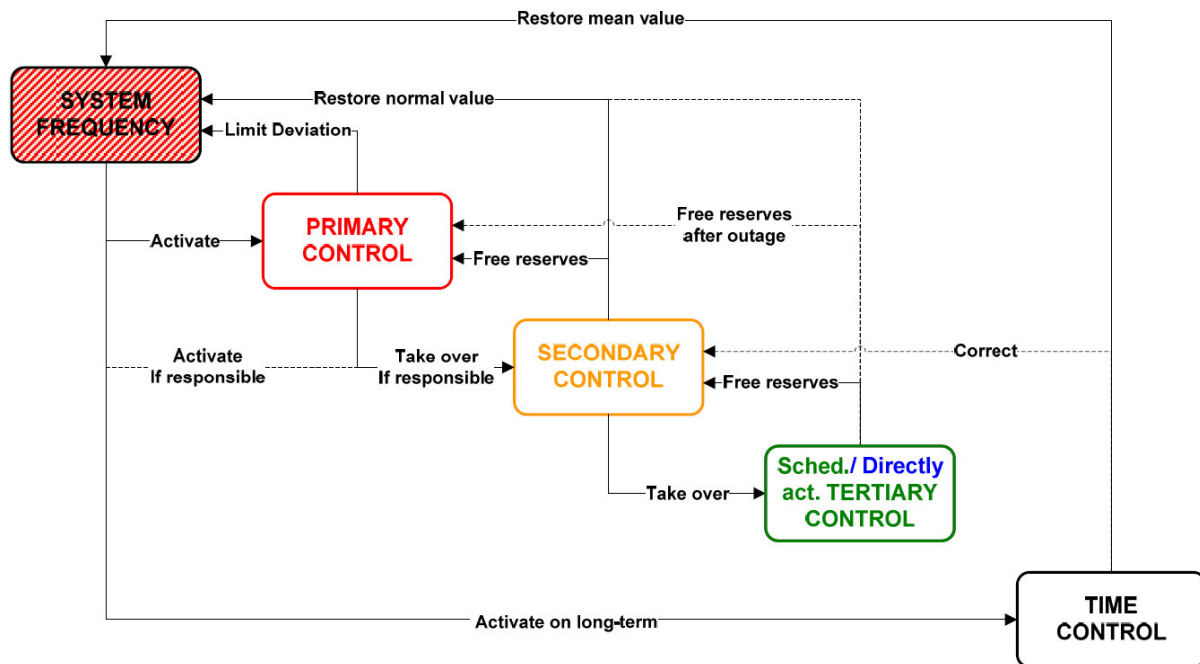 Restore mean value
SYSTEM
FREQUENCY
Restore normal value
Limit Deviation
PRIMARY
CONTROL
Activate
Free reserves
after outage
Free reserves
Activate
If responsible
Take over
If responsible
SECONDARY
CONTROL
Correct
Free reserves
Sched./ Directly
act. TERTIARY
CONTROL
Take over
TIME
CONTROL
Activate on long-term